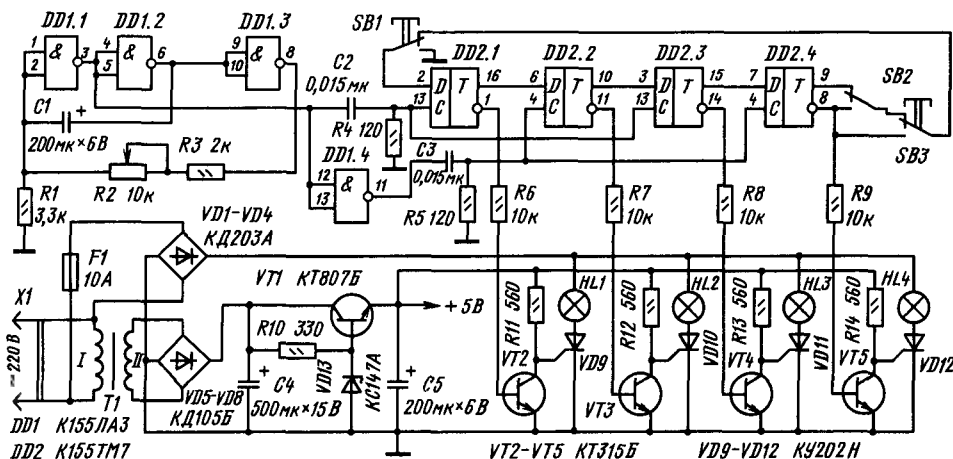 DD1.1 DD1.2 DD1.3
SB1
DD2.1 DD2.2 DD2.3 DD2.4
1 & 3 4 & 6 9 & 8
2 5 10
C2
0,015мк
2 D T 16 6 D T 10 3 D T 15 7 D T 9
13 C 1 4 C 11 13 C 14 4 C 8
SB2
SB3
C1 +
200мк×6В
R3 2к
R4 120
C3
0,015мк
DD1.4
12 & 11
13
R1
3,3к
R2 10к
R5 120
R6
10к
R7
10к
R8
10к
R9
10к
VD1-VD4
КД203А
F1
10А
X1
VT1 КТ807Б
+5В
R10 330
VD13
КС147А
+ C4
500мк×15В
+ C5
200мк×6В
≂220В
I II
T1
VD5-VD8
КД105Б
R11 560
HL1
VT2
VD9
R12 560
HL2
VT3
VD10
R13 560
HL3
VT4
VD11
R14 560
HL4
VT5
VD12
DD1 К155ЛА3
DD2 К155ТМ7
VT2-VT5 КТ315Б
VD9-VD12 КУ202Н